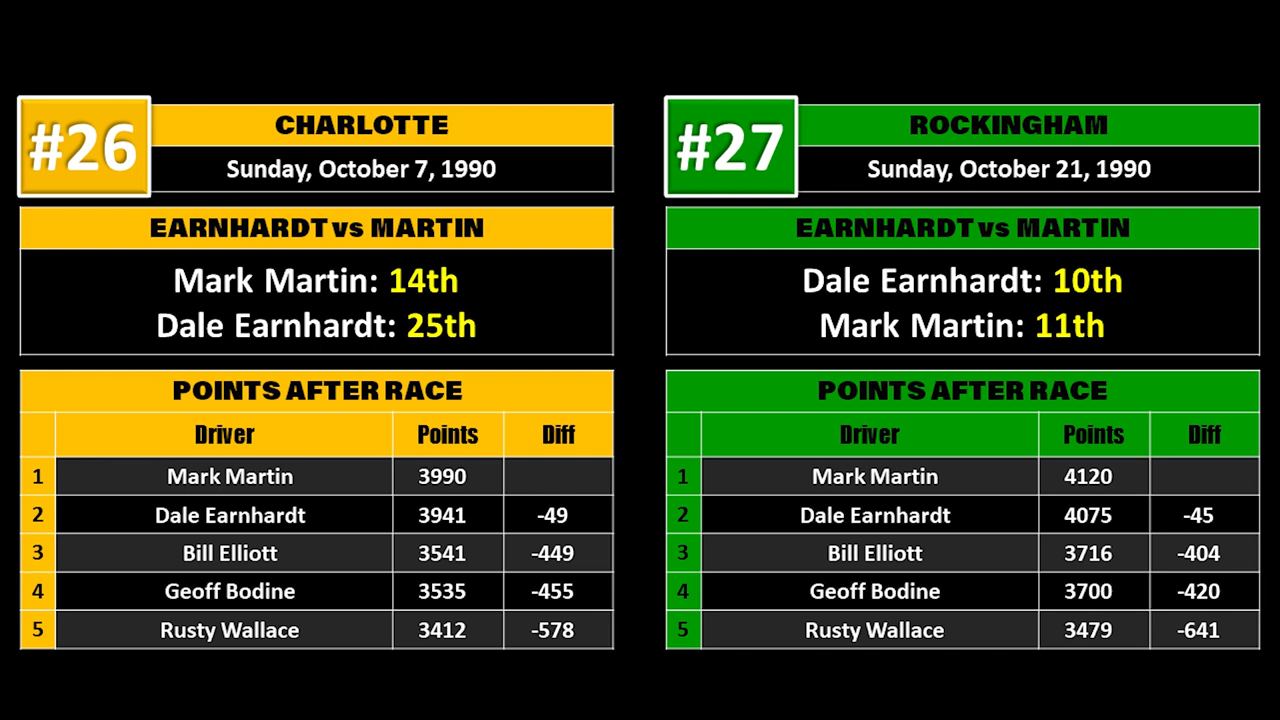 #26
CHARLOTTE
Sunday, October 7, 1990
EARNHARDT vs MARTIN
Mark Martin: 14th
Dale Earnhardt: 25th
POINTS AFTER RACE
Driver Points Diff
1 Mark Martin 3990
2 Dale Earnhardt 3941 -49
3 Bill Elliott 3541 -449
4 Geoff Bodine 3535 -455
5 Rusty Wallace 3412 -578
#27
ROCKINGHAM
Sunday, October 21, 1990
EARNHARDT vs MARTIN
Dale Earnhardt: 10th
Mark Martin: 11th
POINTS AFTER RACE
Driver Points Diff
1 Mark Martin 4120
2 Dale Earnhardt 4075 -45
3 Bill Elliott 3716 -404
4 Geoff Bodine 3700 -420
5 Rusty Wallace 3479 -641